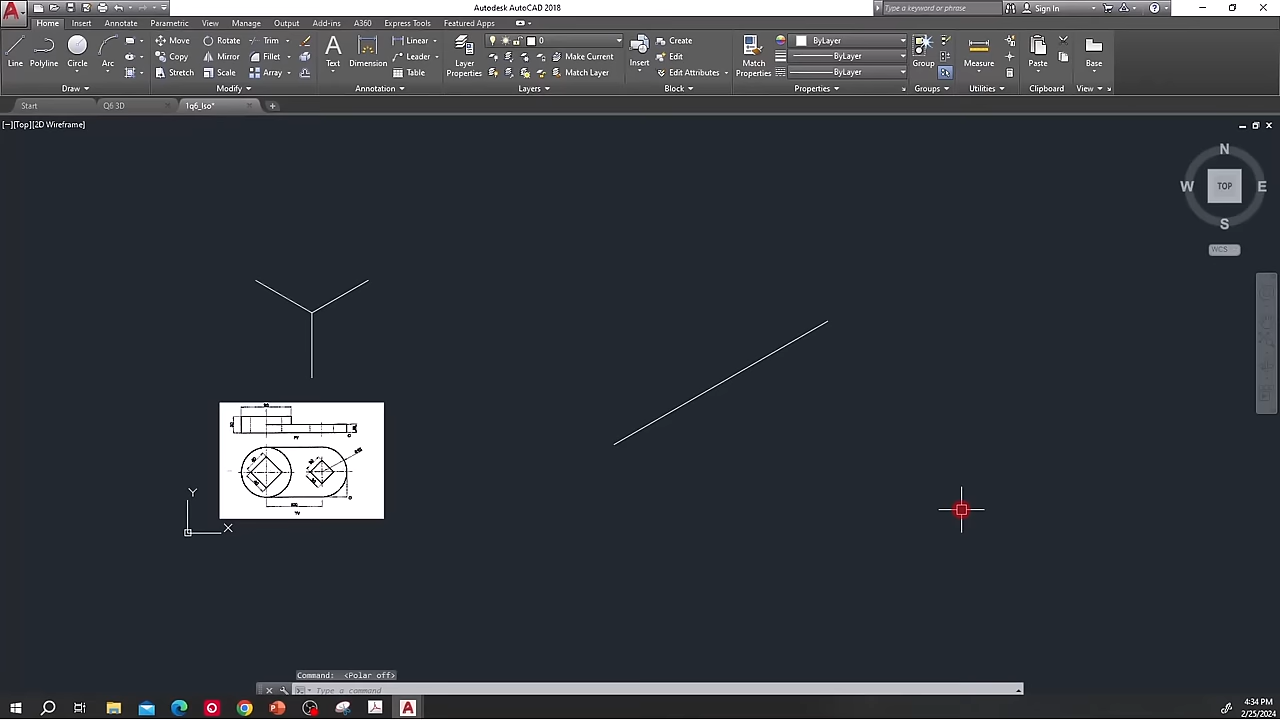 Autodesk AutoCAD 2018
Type a keyword or phrase
Sign In
Home Insert Annotate Parametric View Manage Output Add-ins A360 Express Tools Featured Apps
Line Polyline Circle Arc
Move Rotate Trim
Copy Mirror Fillet
Stretch Scale Array
Text Dimension
Linear
Leader
Table
Layer Properties
0
Make Current
Match Layer
Insert
Create
Edit
Edit Attributes
Match Properties
ByLayer
ByLayer
ByLayer
Group
Measure
Paste
Base
Draw Modify Annotation Layers Block Properties Groups Utilities Clipboard View
Start Q6 3D 1q6_Iso*
[−][Top][2D Wireframe]
N
W TOP E
S
WCS
Y
X
Command: <Polar off>
Type a command
4:34 PM
2/25/2024